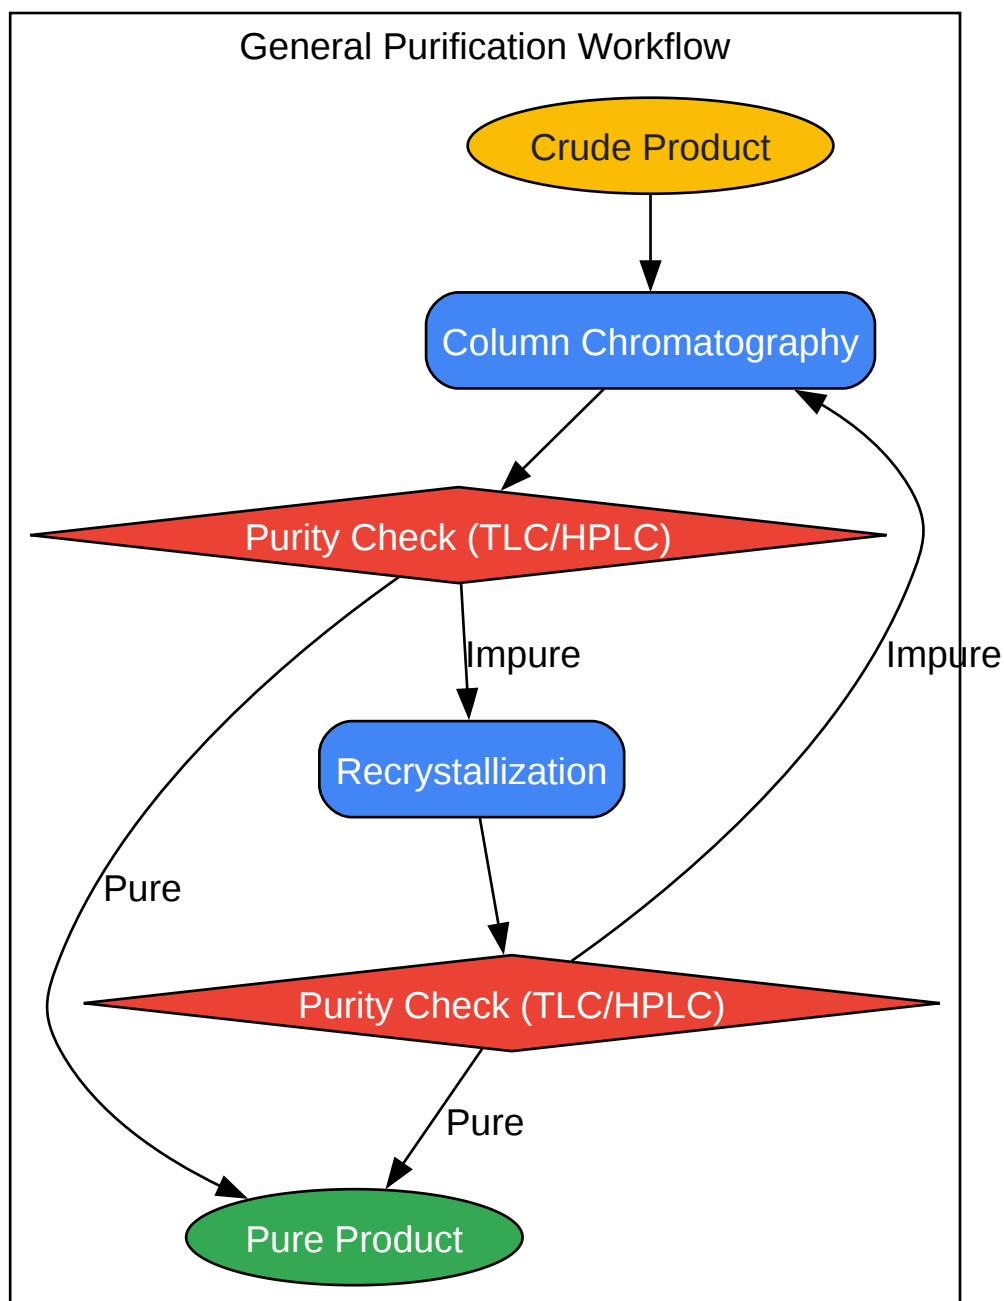 General Purification Workflow
Crude Product
Column Chromatography
Purity Check (TLC/HPLC)
Impure
Impure
Recrystallization
Pure
Purity Check (TLC/HPLC)
Pure
Pure Product